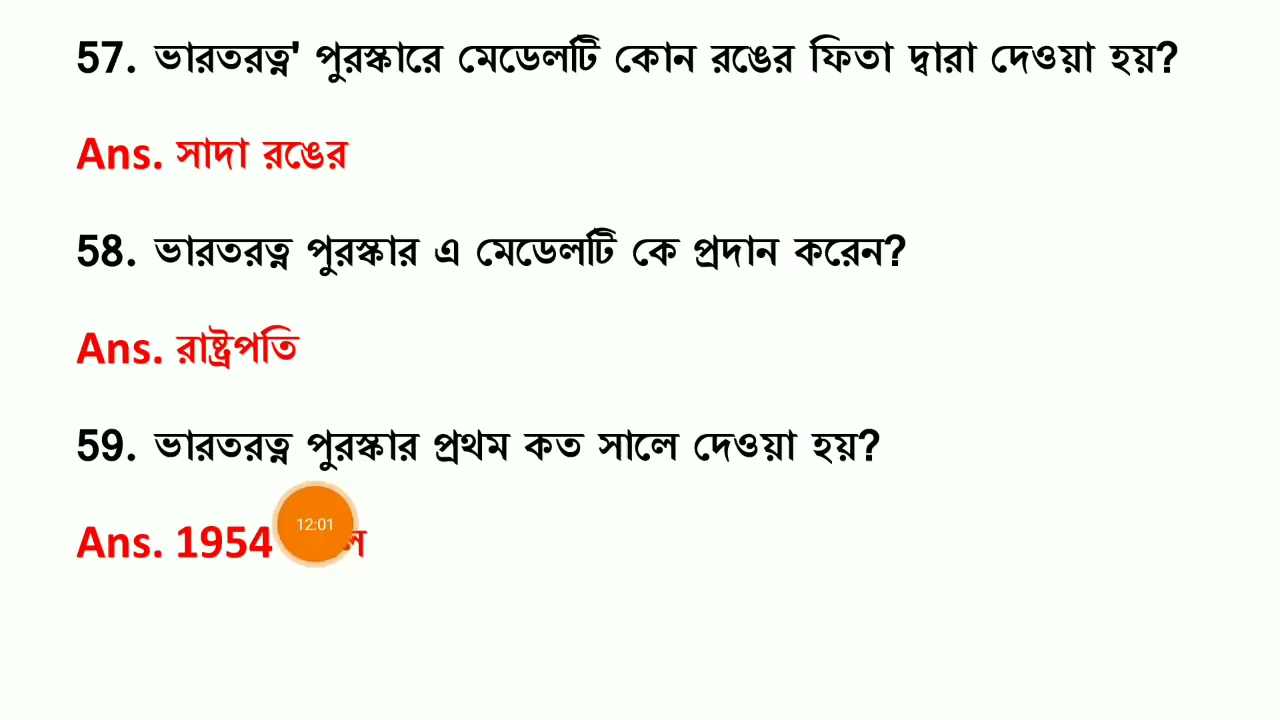 57. ভারতরত্ন' পুরস্কারে মেডেলটি কোন রঙের ফিতা দ্বারা দেওয়া হয়?
Ans. সাদা রঙের
58. ভারতরত্ন পুরস্কার এ মেডেলটি কে প্রদান করেন?
Ans. রাষ্ট্রপতি
59. ভারতরত্ন পুরস্কার প্রথম কত সালে দেওয়া হয়?
Ans. 1954
12:01